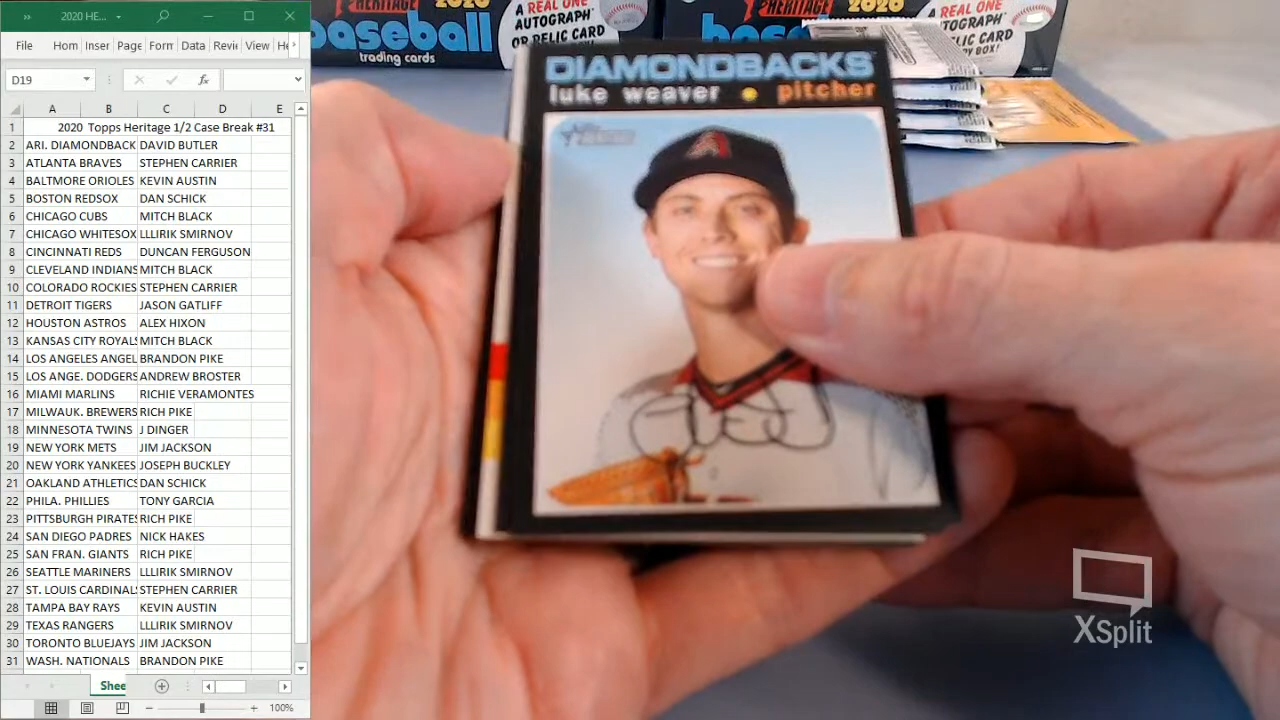 2020 HE...
File Hom Inser Page Form Data Revie View He
D19
fx
A B C D E
1 2020 Topps Heritage 1/2 Case Break #31
2 ARI. DIAMONDBACK DAVID BUTLER
3 ATLANTA BRAVES STEPHEN CARRIER
4 BALTMORE ORIOLES KEVIN AUSTIN
5 BOSTON REDSOX DAN SCHICK
6 CHICAGO CUBS MITCH BLACK
7 CHICAGO WHITESOX LLLIRIK SMIRNOV
8 CINCINNATI REDS DUNCAN FERGUSON
9 CLEVELAND INDIANS MITCH BLACK
10 COLORADO ROCKIES STEPHEN CARRIER
11 DETROIT TIGERS JASON GATLIFF
12 HOUSTON ASTROS ALEX HIXON
13 KANSAS CITY ROYAL MITCH BLACK
14 LOS ANGELES ANGEL BRANDON PIKE
15 LOS ANGE. DODGERS ANDREW BROSTER
16 MIAMI MARLINS RICHIE VERAMONTES
17 MILWAUK. BREWERS RICH PIKE
18 MINNESOTA TWINS J DINGER
19 NEW YORK METS JIM JACKSON
20 NEW YORK YANKEES JOSEPH BUCKLEY
21 OAKLAND ATHLETICS DAN SCHICK
22 PHILA. PHILLIES TONY GARCIA
23 PITTSBURGH PIRATES RICH PIKE
24 SAN DIEGO PADRES NICK HAKES
25 SAN FRAN. GIANTS RICH PIKE
26 SEATTLE MARINERS LLLIRIK SMIRNOV
27 ST. LOUIS CARDINAL STEPHEN CARRIER
28 TAMPA BAY RAYS KEVIN AUSTIN
29 TEXAS RANGERS LLLIRIK SMIRNOV
30 TORONTO BLUEJAYS JIM JACKSON
31 WASH. NATIONALS BRANDON PIKE
Shee
100%
HERITAGE 2020
baseball
trading cards
A REAL ONE
AUTOGRAPH
OR RELIC CARD
HERITAGE 2020
A REAL ONE
AUTOGRAPH
RELIC CARD
BOX!
DIAMONDBACKS
luke weaver • pitcher
XSplit